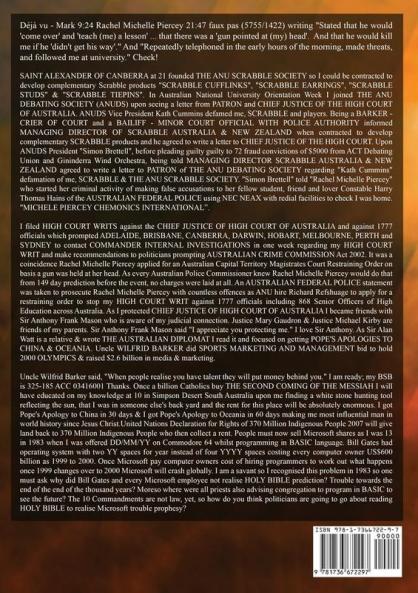 Déjà vu - Mark 9:24 Rachel Michelle Piercey 21:47 faux pas (5755/1422) writing "Stated that he would
'come over' and 'teach (me) a lesson' ... that there was a 'gun pointed at (my) head'. And that he would kill
me if he 'didn't get his way'." And "Repeatedly telephoned in the early hours of the morning, made threats,
and followed me at university." Check!
SAINT ALEXANDER OF CANBERRA at 21 founded THE ANU SCRABBLE SOCIETY so I could be contracted to
develop complementary Scrabble products "SCRABBLE CUFFLINKS", "SCRABBLE EARRINGS", "SCRABBLE
STUDS" & "SCRABBLE TIEPINS". In Australian National University Orientation Week I joined THE ANU
DEBATING SOCIETY (ANUDS) upon seeing a letter from PATRON and CHIEF JUSTICE OF THE HIGH COURT
OF AUSTRALIA. ANUDS Vice President Kath Cummins defamed me, SCRABBLE and players. Being a BARKER -
CRIER OF COURT and a BAILIFF - MINOR COURT OFFICIAL WITH POLICE AUTHORITY informed
MANAGING DIRECTOR OF SCRABBLE AUSTRALIA & NEW ZEALAND when contracted to develop
complementary SCRABBLE products and he agreed to write a letter to CHIEF JUSTICE OF THE HIGH COURT. Upon
ANUDS President "Simon Brettell", before pleading guilty to 72 fraud convictions of $5000 from ACT Debating
Union and Gininderra Wind Orchestra, being told MANAGING DIRECTOR SCRABBLE AUSTRALIA & NEW
ZEALAND agreed to write a letter to PATRON OF THE ANU DEBATING SOCIETY regarding "Kath Cummins"
defamation of me, SCRABBLE & THE ANU SCRABBLE SOCIETY. "Simon Brettell" told "Rachel Michelle Piercey"
who started her criminal activity of making false accusations to her fellow student, friend and lover Constable Harry
Thomas Hains of the AUSTRALIAN FEDERAL POLICE using NEC NEAX with redial facilities to check I was home.
"MICHELE PIERCEY CHEMONICS INTERNATIONAL".
I filed HIGH COURT WRITS against the CHIEF JUSTICE OF HIGH COURT OF AUSTRALIA and against 1777
officials which prompted ADELAIDE, BRISBANE, CANBERRA, DARWIN, HOBART, MELBOURNE, PERTH and
SYDNEY to contact COMMANDER INTERNAL INVESTIGATIONS in one week regarding my HIGH COURT
WRIT and make recommendations to politicians prompting AUSTRALIAN CRIME COMMISSION Act 2002. It was a
coincidence Rachel Michelle Piercey applied for an Australian Capital Territory Magistrates Court Restraining Order on
basis a gun was held at her head. As every Australian Police Commissioner knew Rachel Michelle Piercey would do that
from 149 day prediction before the event, no charges were laid at all. An AUSTRALIAN FEDERAL POLICE statement
was taken to prosecute Rachel Michelle Piercey with countless offences as ANU hire Richard Refshauge to apply for a
restraining order to stop my HIGH COURT WRIT against 1777 officials including 868 Senior Officers of High
Education across Australia. As I protected CHIEF JUSTICE OF HIGH COURT OF AUSTRALIA I became friends with
Sir Anthony Frank Mason who is aware of my judicial connection. Justice Mary Gaudron & Justice Michael Kirby are
friends of my parents. Sir Anthony Frank Mason said "I appreciate you protecting me." I love Sir Anthony. As Sir Alan
Watt is a relative & wrote THE AUSTRALIAN DIPLOMAT I read it and focused on getting POPE'S APOLOGIES to
CHINA & OCEANIA. Uncle WILFRID BARKER did SPORTS MARKETING AND MANAGEMENT bid to hold
2000 OLYMPICS & raised $2.6 billion in media & marketing.
Uncle Wilfrid Barker said, "When people realise you have talent they will put money behind you." I am ready; my BSB
is 325-185 ACC 03416001 Thanks. Once a billion Catholics buy THE SECOND COMING OF THE MESSIAH I will
have educated on my knowledge at 10 in Simpson Desert South Australia upon me finding a white stone hunting tool
reflecting the sun, that I was in someone else's back yard and the rent for this place will be absolutely enormous. I got
Pope's Apology to China in 30 days & I got Pope's Apology to Oceania in 60 days making me most influential man in
world history since Jesus Christ.United Nations Declaration for Rights of 370 Million Indigenous People 2007 will give
land back to 370 Million Indigenous People who then collect a rent. People must now sell Microsoft shares as I was 13
in 1983 when I was offered DD/MM/YY on Commodore 64 whilst programming in BASIC language. Bill Gates had
operating system with two YY spaces for year instead of four YYYY spaces costing every computer owner US$600
billion as 1999 to 2000. Once Microsoft pay computer owners cost of hiring programmers to work out what happens
once 1999 changes over to 2000 Microsoft will crash globally. I am a savant so I recognised this problem in 1983 so one
must ask why did Bill Gates and every Microsoft employee not realise HOLY BIBLE prediction? Trouble towards the
end of the end of the thousand years? Moreso where were all priests also advising congregation to program in BASIC to
see the future? The 10 Commandments are not law, yet, so how do you think politicians are going to go about reading
HOLY BIBLE to realise Microsoft trouble prophesy?
ISBN 978-1-7366722-9-7
90000
9 781736 672297